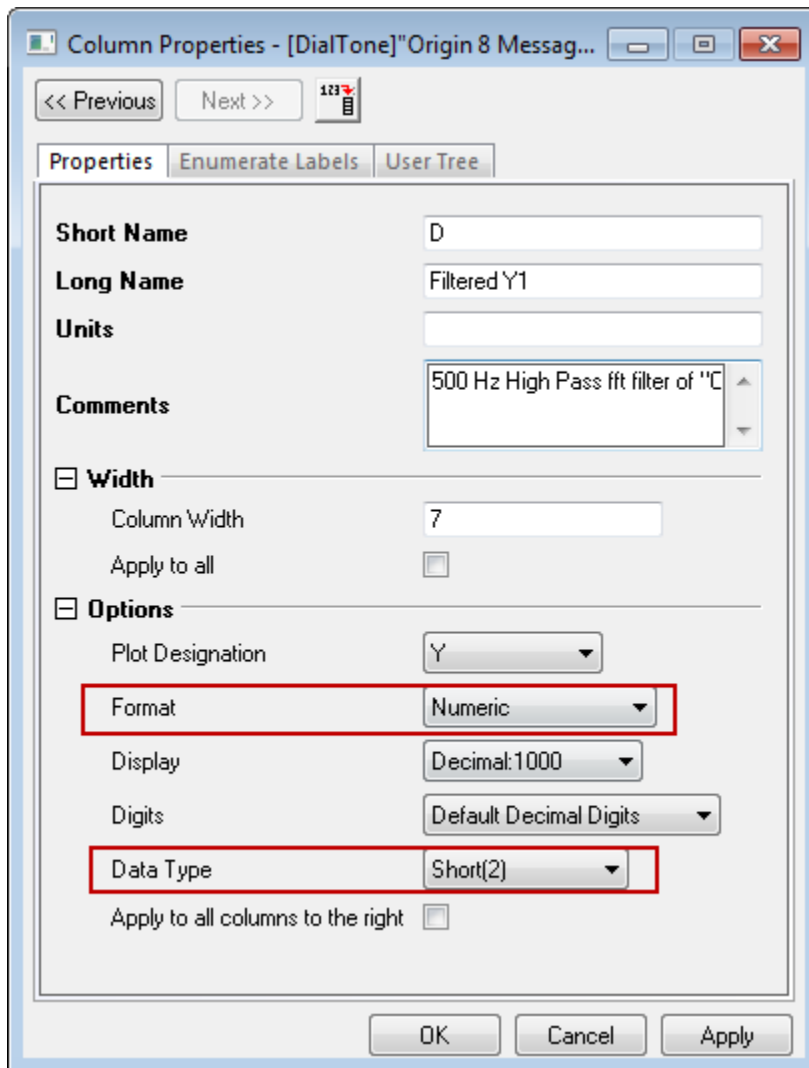 Column Properties - [DialTone]"Origin 8 Messag...
<< Previous Next >> 123
Properties Enumerate Labels User Tree
Short Name D
Long Name Filtered Y1
Units
Comments 500 Hz High Pass fft filter of "C
Width
Column Width 7
Apply to all
Options
Plot Designation Y
Format Numeric
Display Decimal:1000
Digits Default Decimal Digits
Data Type Short(2)
Apply to all columns to the right
OK Cancel Apply